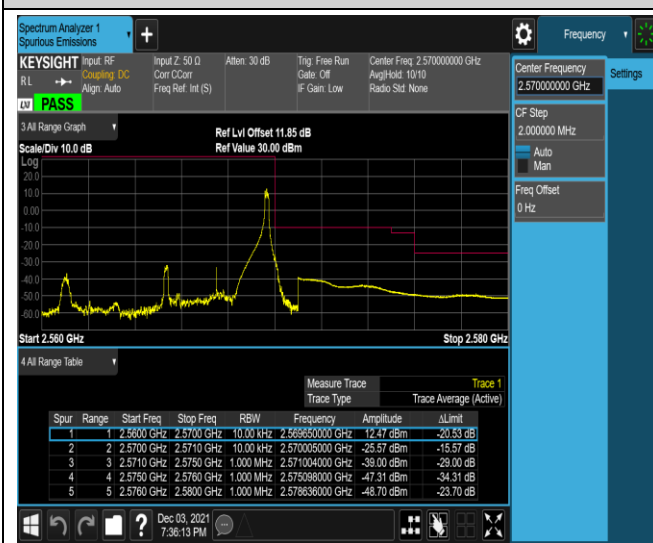 Spectrum Analyzer 1
Spurious Emissions
+
Frequency
KEYSIGHT
RL
Input: RF
Coupling: DC
Align: Auto
Input Z: 50 Ω
Corr CCorr
Freq Ref: Int (S)
Atten: 30 dB
Trig: Free Run
Gate: Off
IF Gain: Low
Center Freq: 2.570000000 GHz
Avg|Hold: 10/10
Radio Std: None
LXI PASS
Center Frequency
2.570000000 GHz
Settings
CF Step
2.000000 MHz
Auto
Man
Freq Offset
0 Hz
3 All Range Graph
Scale/Div 10.0 dB
Ref Lvl Offset 11.85 dB
Ref Value 30.00 dBm
Log
20.0
10.0
0.00
-10.0
-20.0
-30.0
-40.0
-50.0
-60.0
Start 2.560 GHz
Stop 2.580 GHz
4 All Range Table
Measure Trace Trace 1
Trace Type Trace Average (Active)
Spur Range Start Freq Stop Freq RBW Frequency Amplitude ΔLimit
1 1 2.5600 GHz 2.5700 GHz 10.00 kHz 2.569650000 GHz 12.47 dBm -20.53 dB
2 2 2.5700 GHz 2.5710 GHz 10.00 kHz 2.570005000 GHz -25.57 dBm -15.57 dB
3 3 2.5710 GHz 2.5750 GHz 1.000 MHz 2.571004000 GHz -39.00 dBm -29.00 dB
4 4 2.5750 GHz 2.5760 GHz 1.000 MHz 2.575098000 GHz -47.31 dBm -34.31 dB
5 5 2.5760 GHz 2.5800 GHz 1.000 MHz 2.578636000 GHz -48.70 dBm -23.70 dB
?
Dec 03, 2021
7:36:13 PM